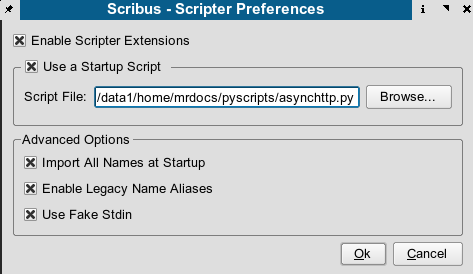 Scribus - Scripter Preferences
Enable Scripter Extensions
Use a Startup Script
Script File: /data1/home/mrdocs/pyscripts/asynchttp.py Browse...
Advanced Options
Import All Names at Startup
Enable Legacy Name Aliases
Use Fake Stdin
Ok Cancel